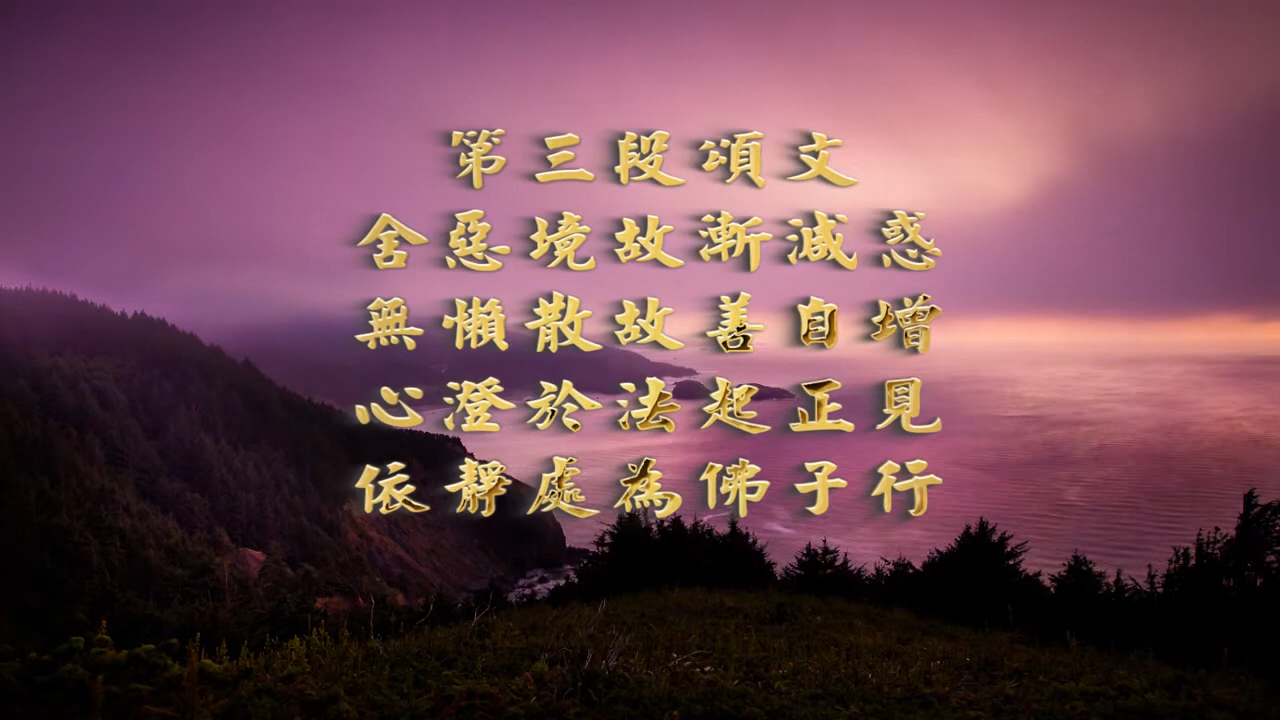 第三段頌文
舍惡境故漸減惑
無懶散故善自增
心澄於法起正見
依靜處為佛子行